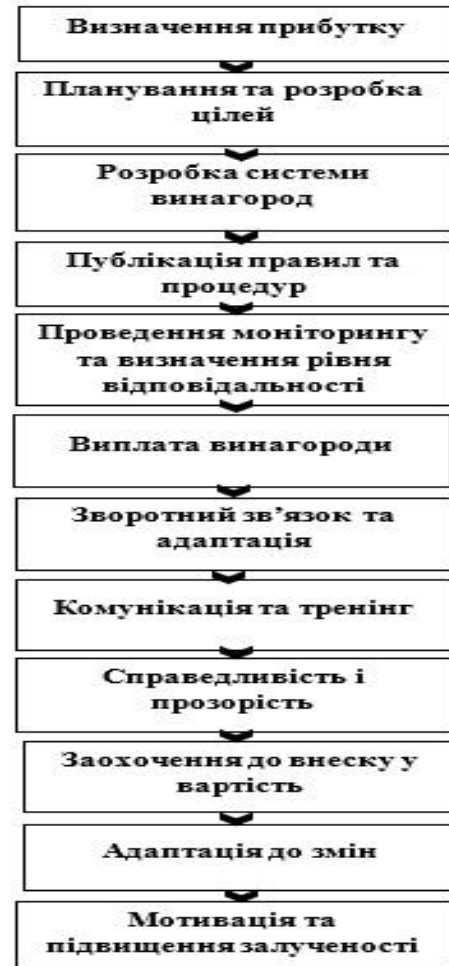 Визначення прибутку
Планування та розробка
цілей
Розробка системи
винагород
Публікація правил та
процедур
Проведення моніторингу
та визначення рівня
відповідальності
Виплата винагороди
Зворотний зв’язок та
адаптація
Комунікація та тренінг
Справедливість і
прозорість
Заохочення до внеску у
вартість
Адаптація до змін
Мотивація та
підвищення залученості